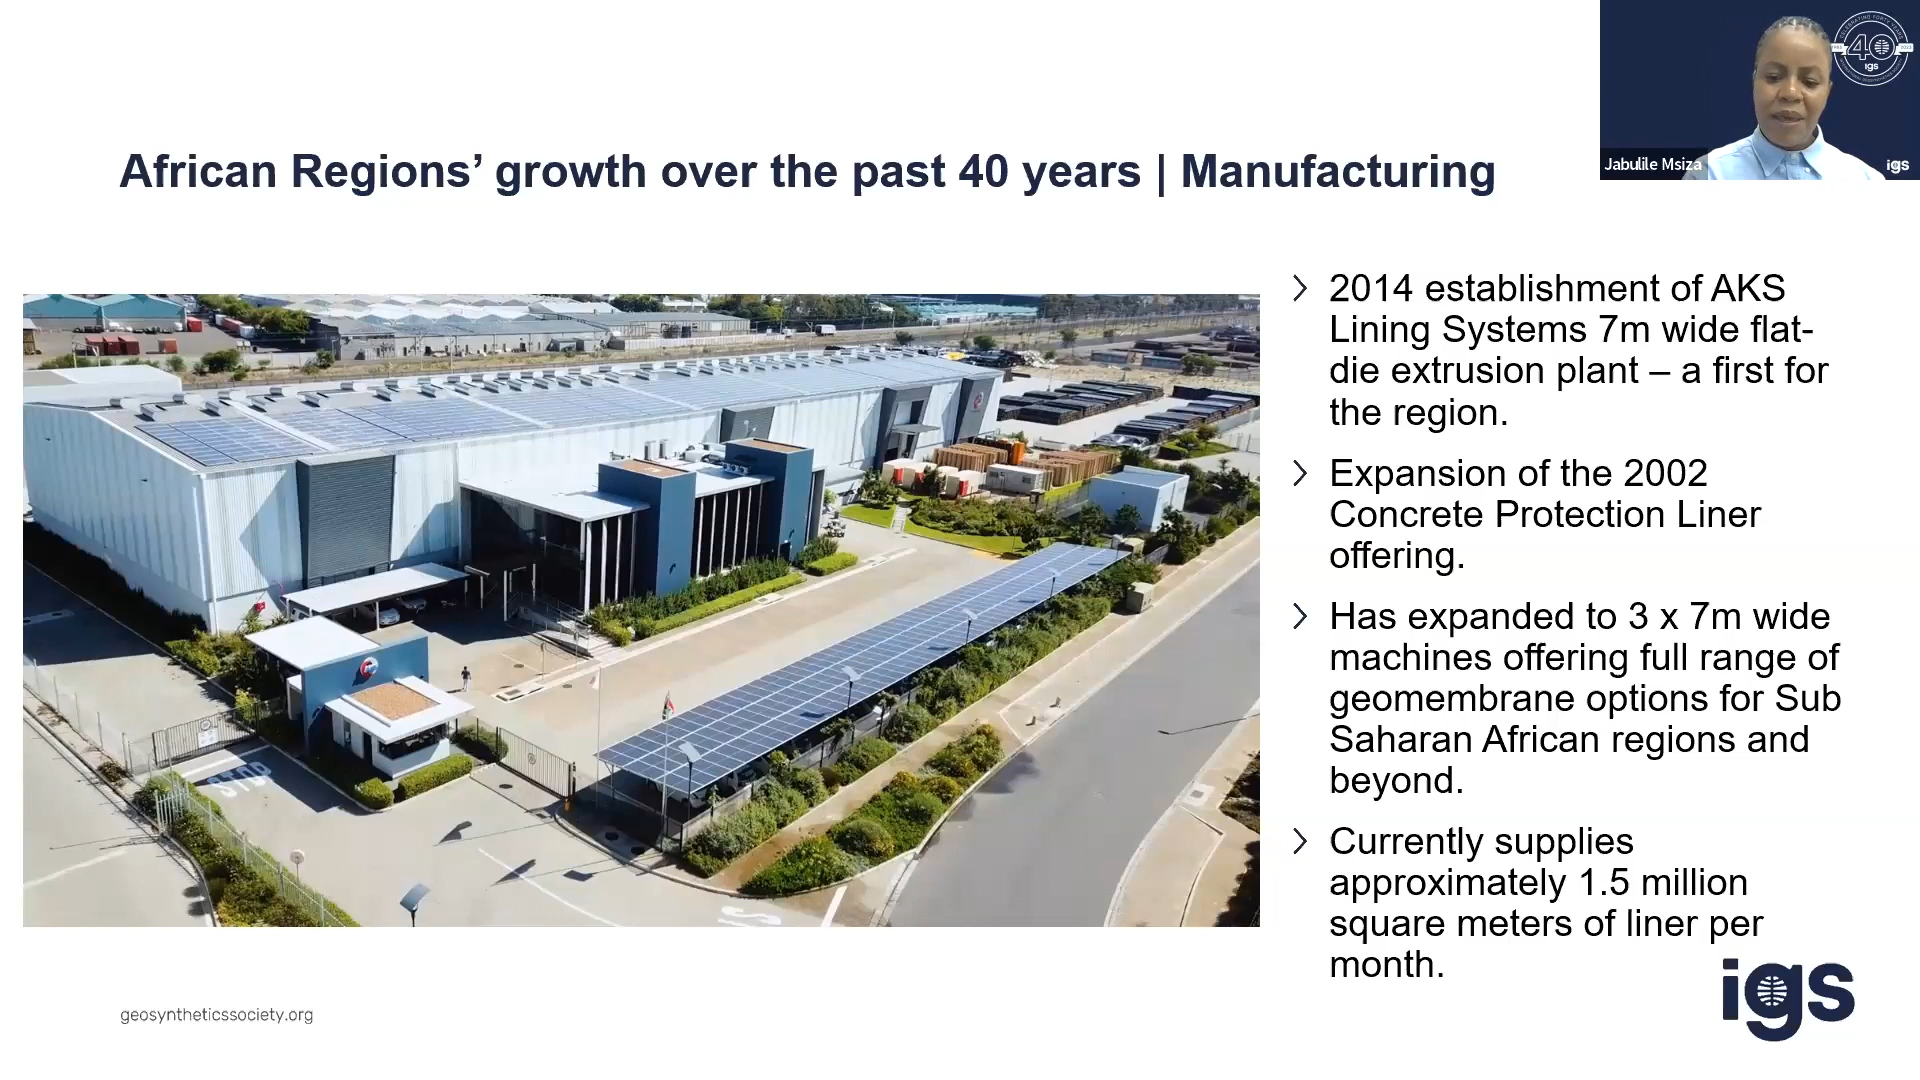 African Regions’ growth over the past 40 years | Manufacturing
40
igs
Jabulile Msiza
igs
2014 establishment of AKS
Lining Systems 7m wide flat-
die extrusion plant – a first for
the region.
Expansion of the 2002
Concrete Protection Liner
offering.
Has expanded to 3 x 7m wide
machines offering full range of
geomembrane options for Sub
Saharan African regions and
beyond.
Currently supplies
approximately 1.5 million
square meters of liner per
month.
STOP
geosyntheticssociety.org
igs